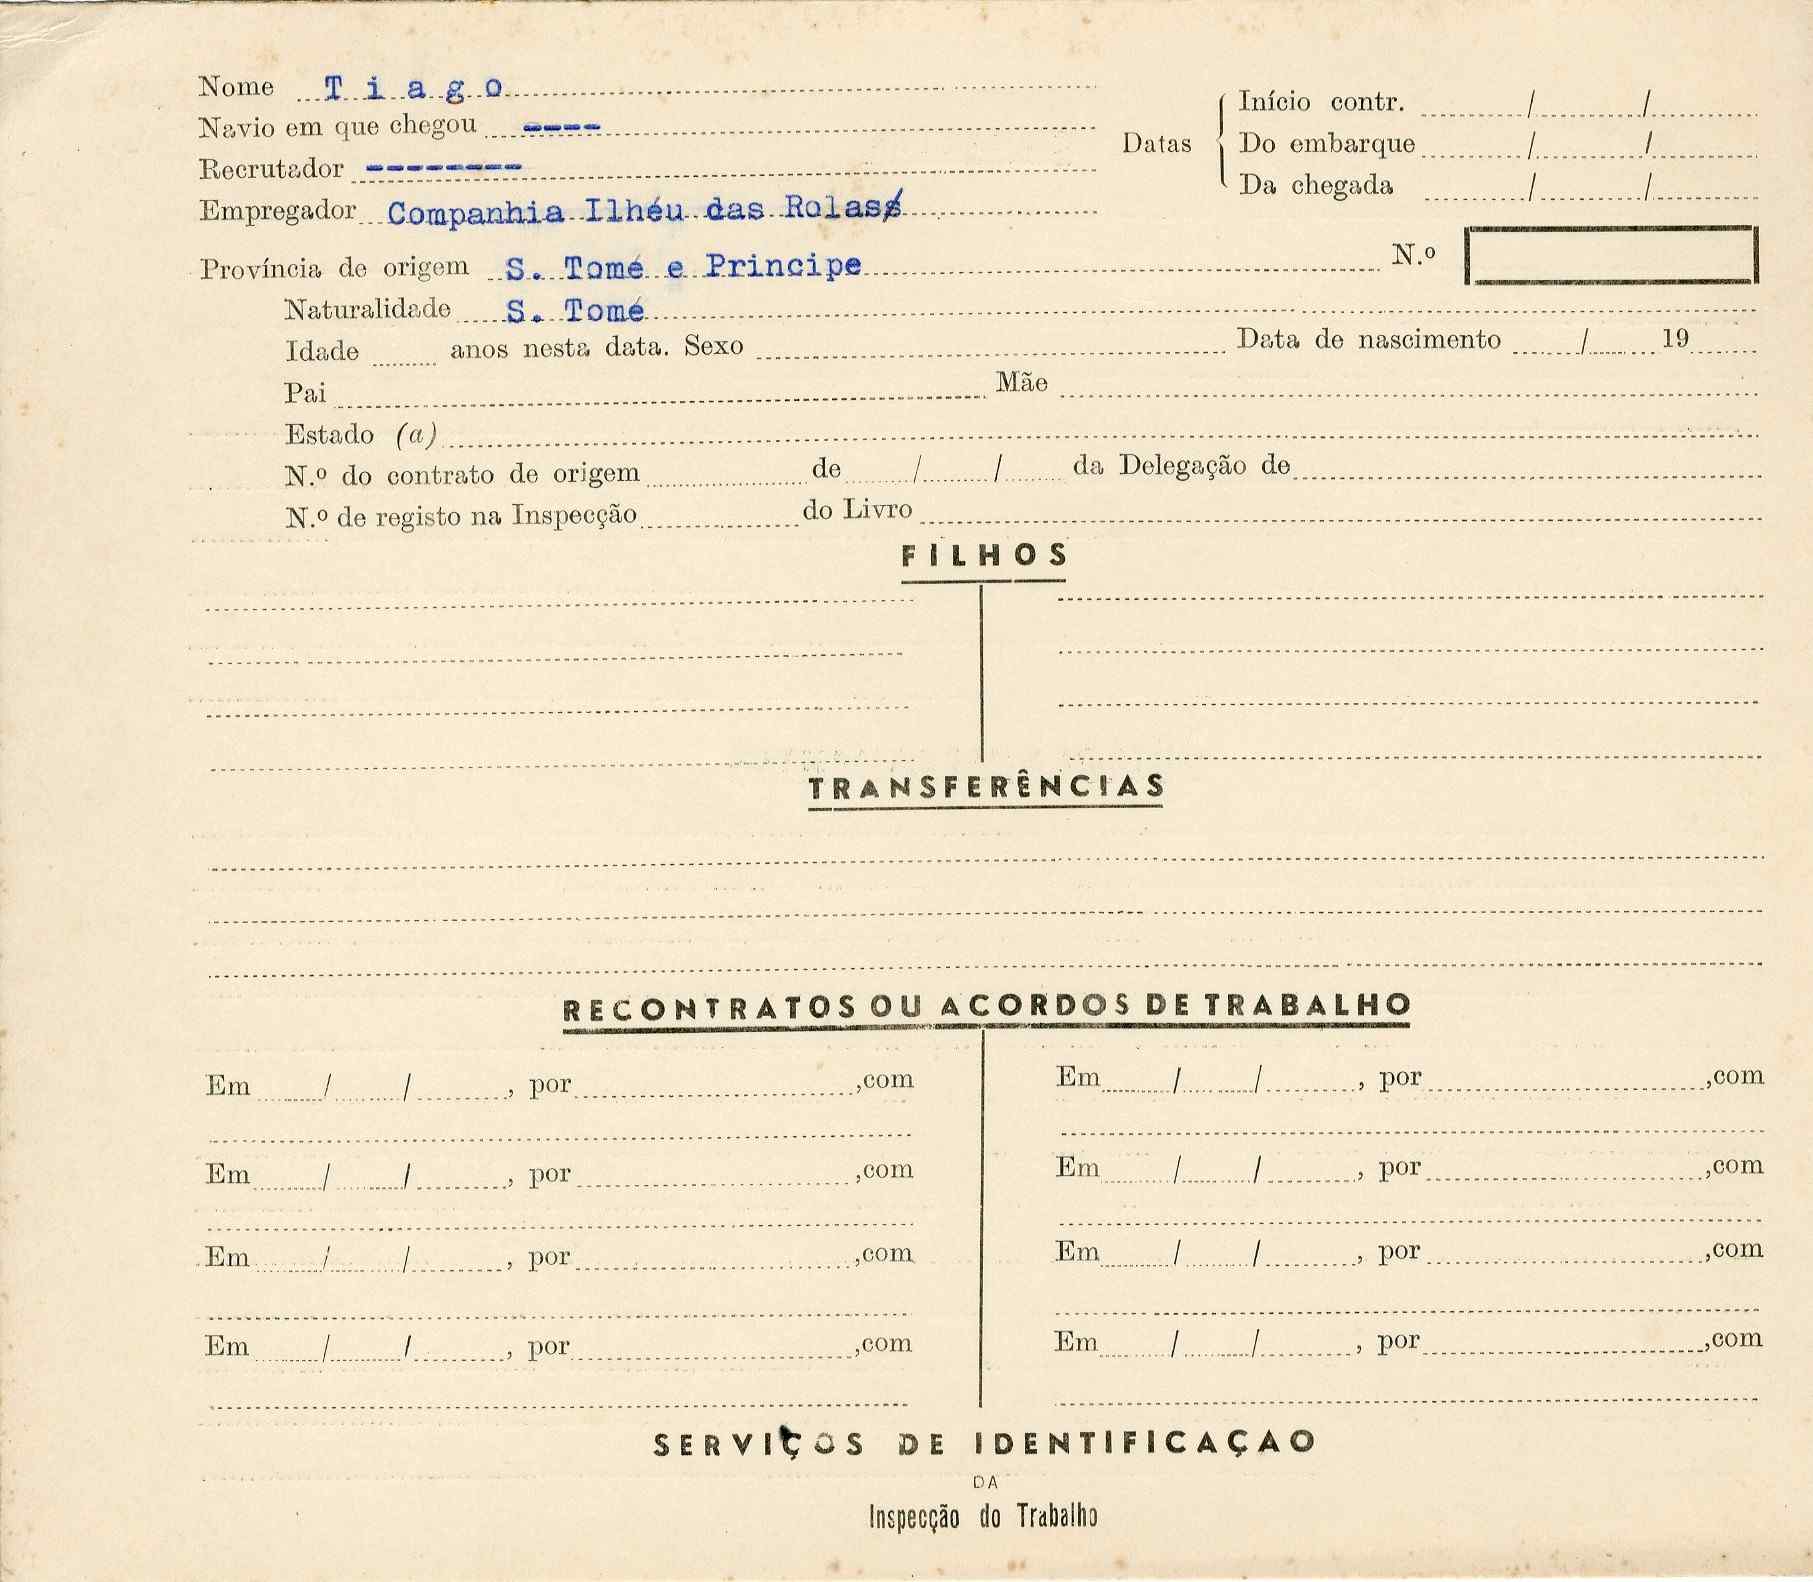 Nome T i a g o
Navio em que chegou ----
Recrutador --------
Empregador Companhia Ilhéu das Rolas
Datas
Início contr. / /
Do embarque / /
Da chegada / /
Província de origem S. Tomé e Principe N.º
Naturalidade S. Tomé
Idade anos nesta data. Sexo Data de nascimento / 19
Pai Mãe
Estado (a)
N.º do contrato de origem de / / da Delegação de
N.º de registo na Inspecção do Livro
FILHOS
TRANSFERÊNCIAS
RECONTRATOS OU ACORDOS DE TRABALHO
Em / / , por ,com
Em / / , por ,com
Em / / , por ,com
Em / / , por ,com
Em / / , por ,com
Em / / , por ,com
Em / / , por ,com
Em / / , por ,com
SERVIÇOS DE IDENTIFICAÇAO
DA
Inspecção do Trabalho